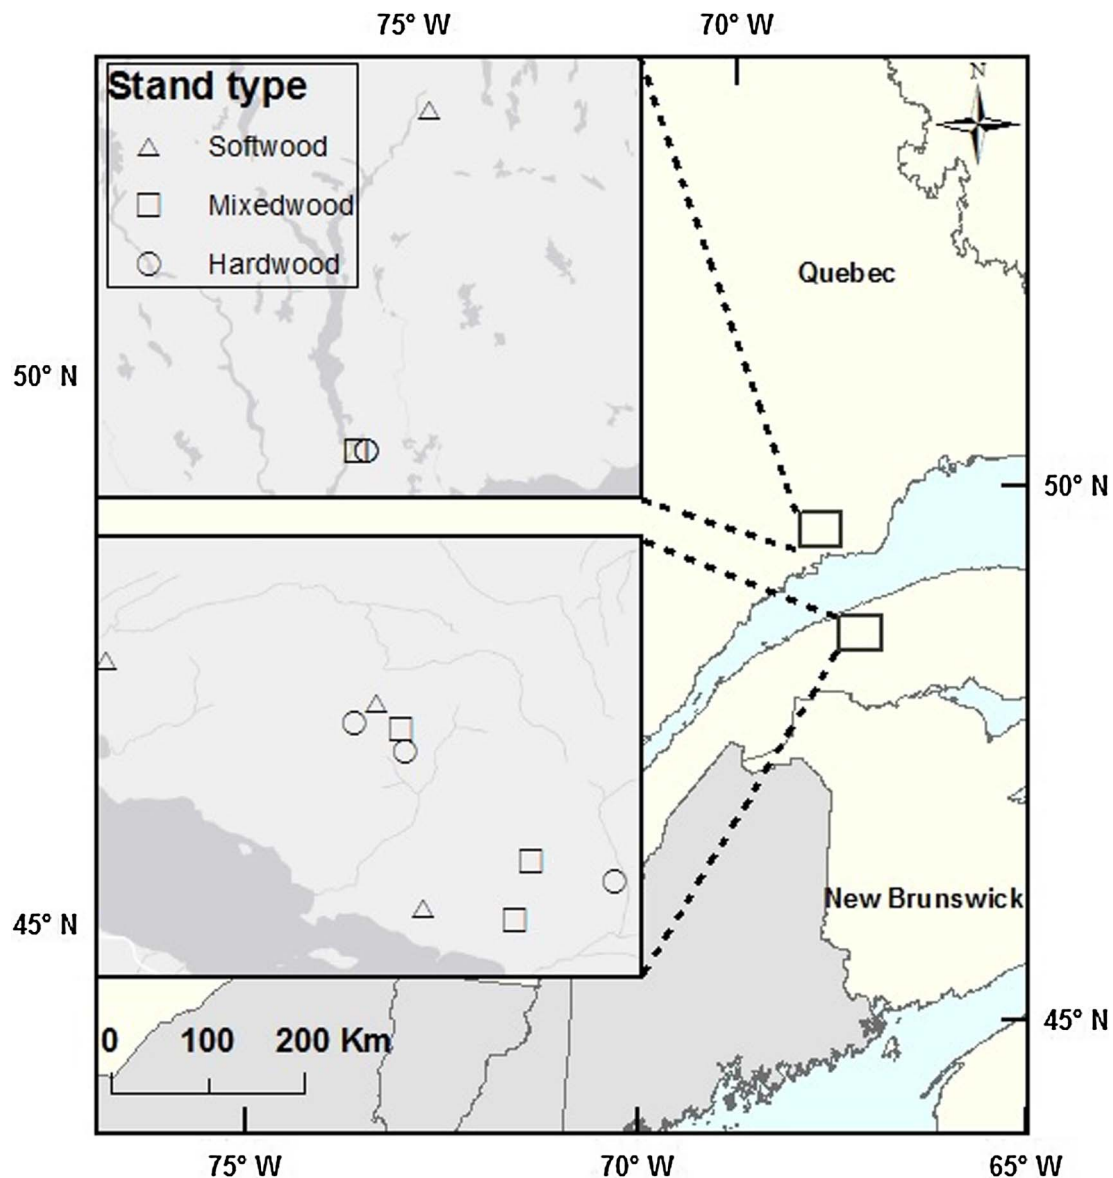 75° W
70° W
Stand type
Softwood
Mixedwood
Hardwood
N
Quebec
50° N
50° N
New Brunswick
45° N
45° N
0 100 200 Km
75° W
70° W
65° W